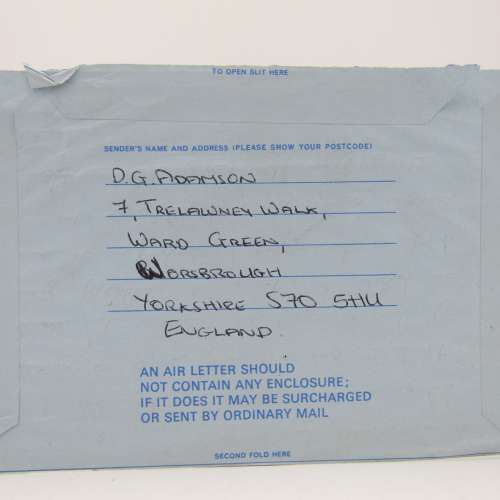 TO OPEN SLIT HERE
SENDER'S NAME AND ADDRESS (PLEASE SHOW YOUR POSTCODE)
D.G. ADAMSON
7, TRELAWNEY WALK,
WARD GREEN,
WORSBROUGH
YORKSHIRE S70 5HU
ENGLAND.
AN AIR LETTER SHOULD
NOT CONTAIN ANY ENCLOSURE;
IF IT DOES IT MAY BE SURCHARGED
OR SENT BY ORDINARY MAIL
SECOND FOLD HERE